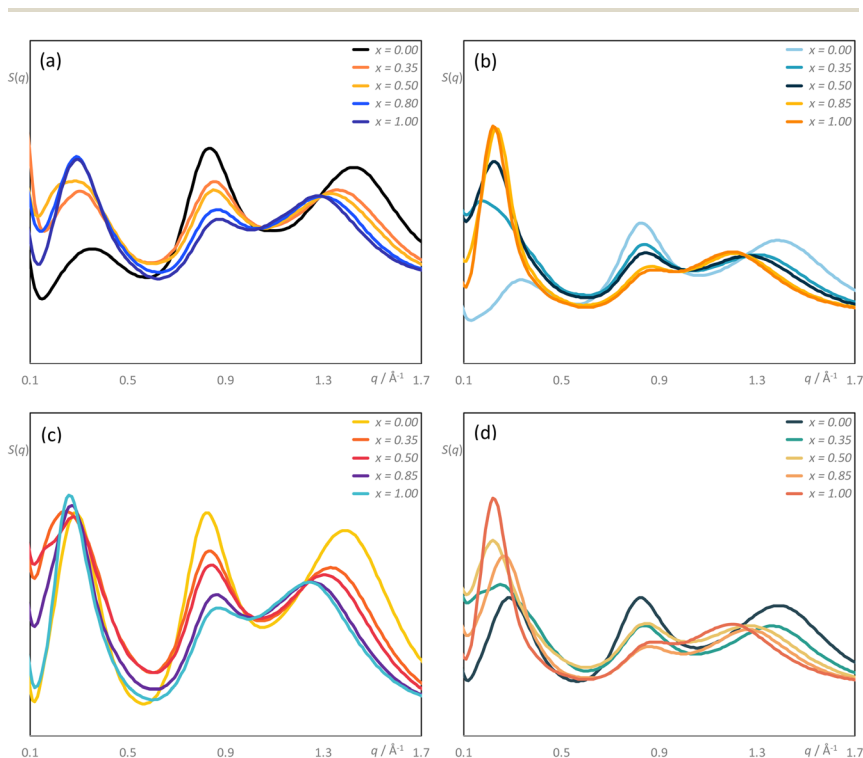 (a)
S(q)
x = 0.00
x = 0.35
x = 0.50
x = 0.80
x = 1.00
0.1 0.5 0.9 1.3 q / Å⁻¹ 1.7
(b)
S(q)
x = 0.00
x = 0.35
x = 0.50
x = 0.85
x = 1.00
0.1 0.5 0.9 1.3 q / Å⁻¹ 1.7
(c)
S(q)
x = 0.00
x = 0.35
x = 0.50
x = 0.85
x = 1.00
0.1 0.5 0.9 1.3 q / Å⁻¹ 1.7
(d)
S(q)
x = 0.00
x = 0.35
x = 0.50
x = 0.85
x = 1.00
0.1 0.5 0.9 1.3 q / Å⁻¹ 1.7